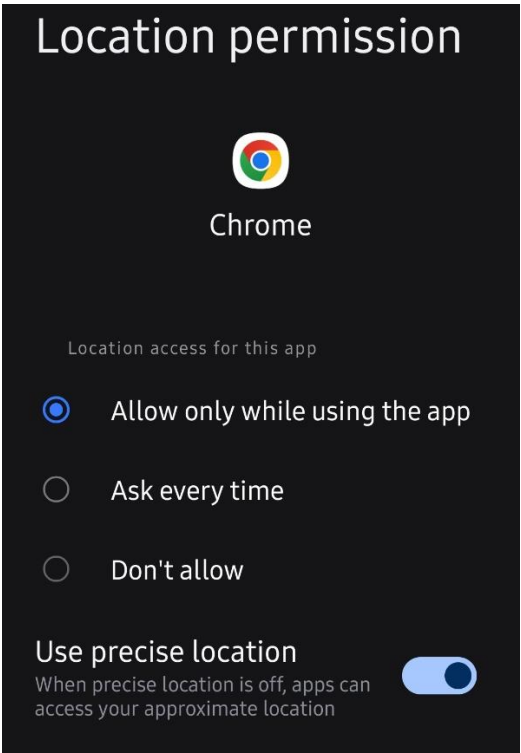 Location permission
Chrome
Location access for this app
Allow only while using the app
Ask every time
Don't allow
Use precise location
When precise location is off, apps can
access your approximate location